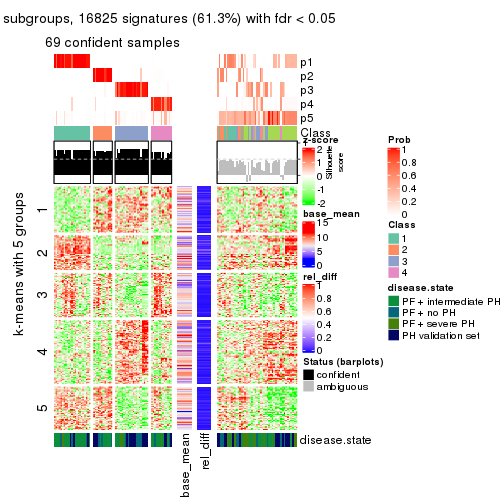 subgroups, 16825 signatures (61.3%) with fdr < 0.05
69 confident samples
p1
p2
p3
p4
p5
Class
Silhouette
score
1
k-means with 5 groups
1
2
3
4
5
base_mean
rel_diff
disease.state
z-score
2
1
0
-1
-2
base_mean
15
10
5
0
rel_diff
1
0.8
0.6
0.4
0.2
0
Status (barplots)
confident
ambiguous
Prob
1
0.8
0.6
0.4
0.2
0
Class
1
2
3
4
disease.state
PF+ intermediate PH
PF+ no PH
PF+ severe PH
PH validation set